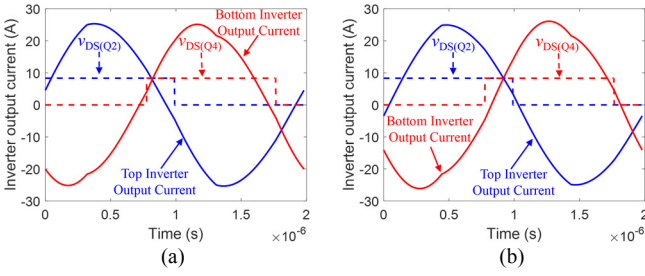 Inverter output current (A)
30
20
10
0
-10
-20
-30
vDS(Q2)
vDS(Q4)
Bottom Inverter
Output Current
Top Inverter
Output Current
0
0.5
1
1.5
2
Time (s)
×10-6
(a)
Inverter output current (A)
30
20
10
0
-10
-20
-30
vDS(Q2)
vDS(Q4)
Bottom Inverter
Output Current
Top Inverter
Output Current
0
0.5
1
1.5
2
Time (s)
×10-6
(b)